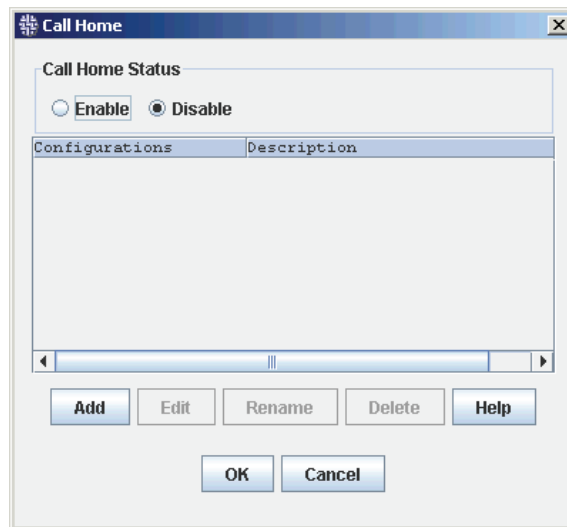 Call Home
Call Home Status
Enable Disable
Configurations Description
Add Edit Rename Delete Help
OK Cancel